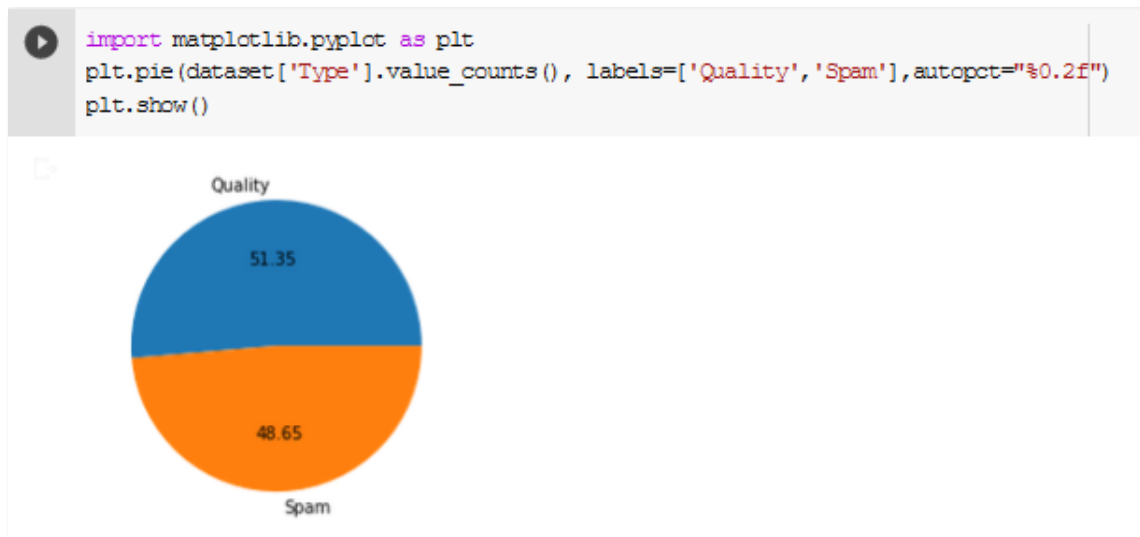 import matplotlib.pyplot as plt
plt.pie(dataset['Type'].value_counts(), labels=['Quality','Spam'],autopct="%0.2f")
plt.show()
Quality
51.35
48.65
Spam